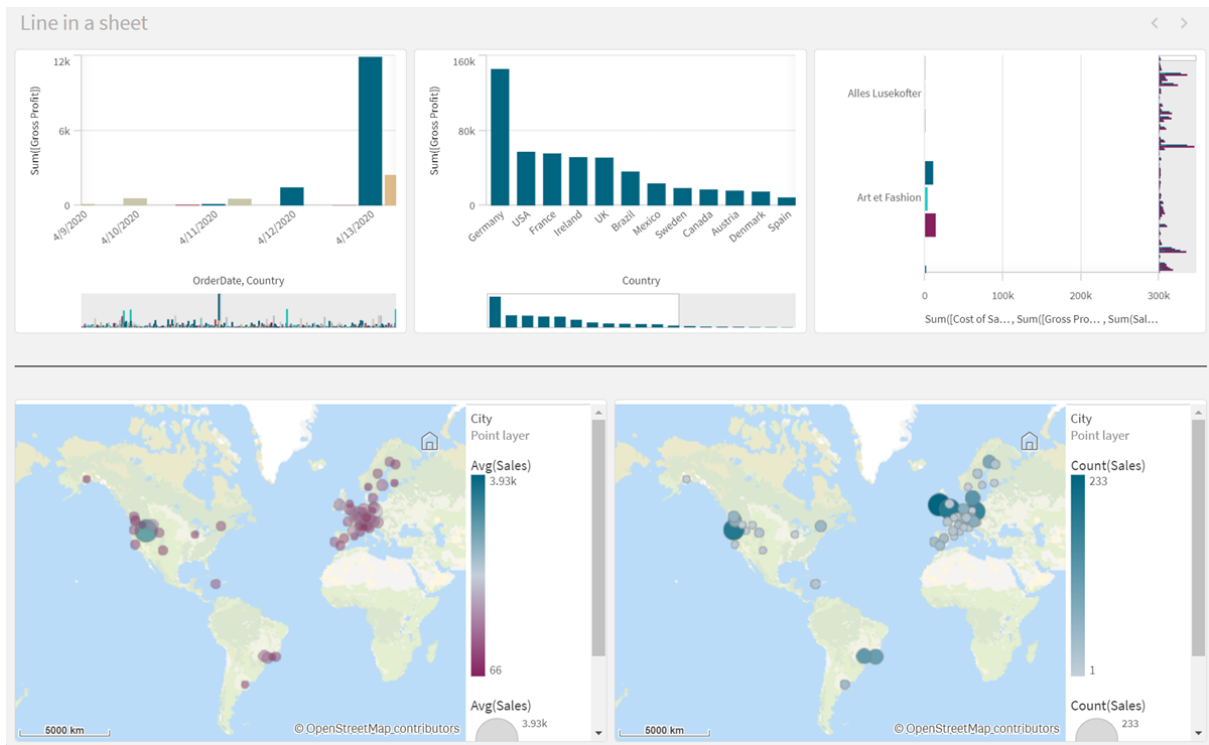 Line in a sheet
Sum([Gross Profit])
12k
6k
0
4/9/2020
4/10/2020
4/11/2020
4/12/2020
4/13/2020
OrderDate, Country
Sum([Gross Profit])
160k
80k
0
Germany
USA
France
Ireland
UK
Brazil
Mexico
Sweden
Canada
Austria
Denmark
Spain
Country
Alles Lusekofter
Art et Fashion
0
100k
200k
300k
Sum([Cost of Sa... , Sum([Gross Pro... , Sum(Sal...
5000 km
© OpenStreetMap contributors
City
Point layer
Avg(Sales)
3.93k
66
Avg(Sales)
3.93k
5000 km
© OpenStreetMap contributors
City
Point layer
Count(Sales)
233
1
Count(Sales)
233